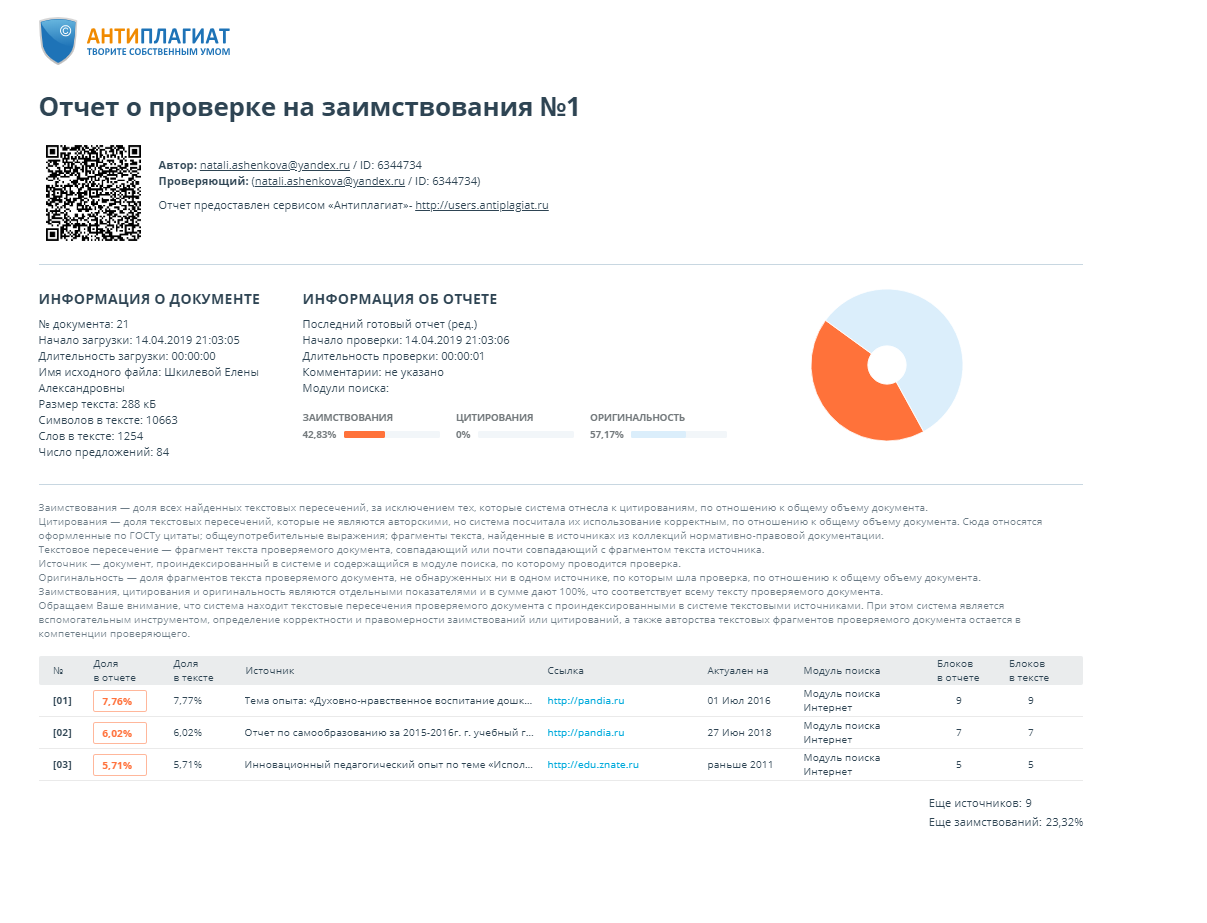 ©
АНТИПЛАГИАТ
ТВОРИТЕ СОБСТВЕННЫМ УМОМ
Отчет о проверке на заимствования №1
Автор: natali.ashenkova@yandex.ru / ID: 6344734
Проверяющий: (natali.ashenkova@yandex.ru / ID: 6344734)
Отчет предоставлен сервисом «Антиплагиат»- http://users.antiplagiat.ru
ИНФОРМАЦИЯ О ДОКУМЕНТЕ
№ документа: 21
Начало загрузки: 14.04.2019 21:03:05
Длительность загрузки: 00:00:00
Имя исходного файла: Шкилевой Елены
Александровны
Размер текста: 288 кБ
Символов в тексте: 10663
Слов в тексте: 1254
Число предложений: 84
ИНФОРМАЦИЯ ОБ ОТЧЕТЕ
Последний готовый отчет (ред.)
Начало проверки: 14.04.2019 21:03:06
Длительность проверки: 00:00:01
Комментарии: не указано
Модули поиска:
ЗАИМСТВОВАНИЯ ЦИТИРОВАНИЯ ОРИГИНАЛЬНОСТЬ
42,83% 0% 57,17%
Заимствования — доля всех найденных текстовых пересечений, за исключением тех, которые система отнесла к цитированиям, по отношению к общему объему документа.
Цитирования — доля текстовых пересечений, которые не являются авторскими, но система посчитала их использование корректным, по отношению к общему объему документа. Сюда относятся
оформленные по ГОСТу цитаты; общеупотребительные выражения; фрагменты текста, найденные в источниках из коллекций нормативно-правовой документации.
Текстовое пересечение — фрагмент текста проверяемого документа, совпадающий или почти совпадающий с фрагментом текста источника.
Источник — документ, проиндексированный в системе и содержащийся в модуле поиска, по которому проводится проверка.
Оригинальность — доля фрагментов текста проверяемого документа, не обнаруженных ни в одном источнике, по которым шла проверка, по отношению к общему объему документа.
Заимствования, цитирования и оригинальность являются отдельными показателями и в сумме дают 100%, что соответствует всему тексту проверяемого документа.
Обращаем Ваше внимание, что система находит текстовые пересечения проверяемого документа с проиндексированными в системе текстовыми источниками. При этом система является
вспомогательным инструментом, определение корректности и правомерности заимствований или цитирований, а также авторства текстовых фрагментов проверяемого документа остается в
компетенции проверяющего.
№ Доля в отчете Доля в тексте Источник Ссылка Актуален на Модуль поиска Блоков в отчете Блоков в тексте
[01] 7,76% 7,77% Тема опыта: «Духовно-нравственное воспитание дошк... http://pandia.ru 01 Июл 2016 Модуль поиска Интернет 9 9
[02] 6,02% 6,02% Отчет по самообразованию за 2015-2016г. г. учебный г... http://pandia.ru 27 Июн 2018 Модуль поиска Интернет 7 7
[03] 5,71% 5,71% Инновационный педагогический опыт по теме «Испол... http://edu.znate.ru раньше 2011 Модуль поиска Интернет 5 5
Еще источников: 9
Еще заимствований: 23,32%